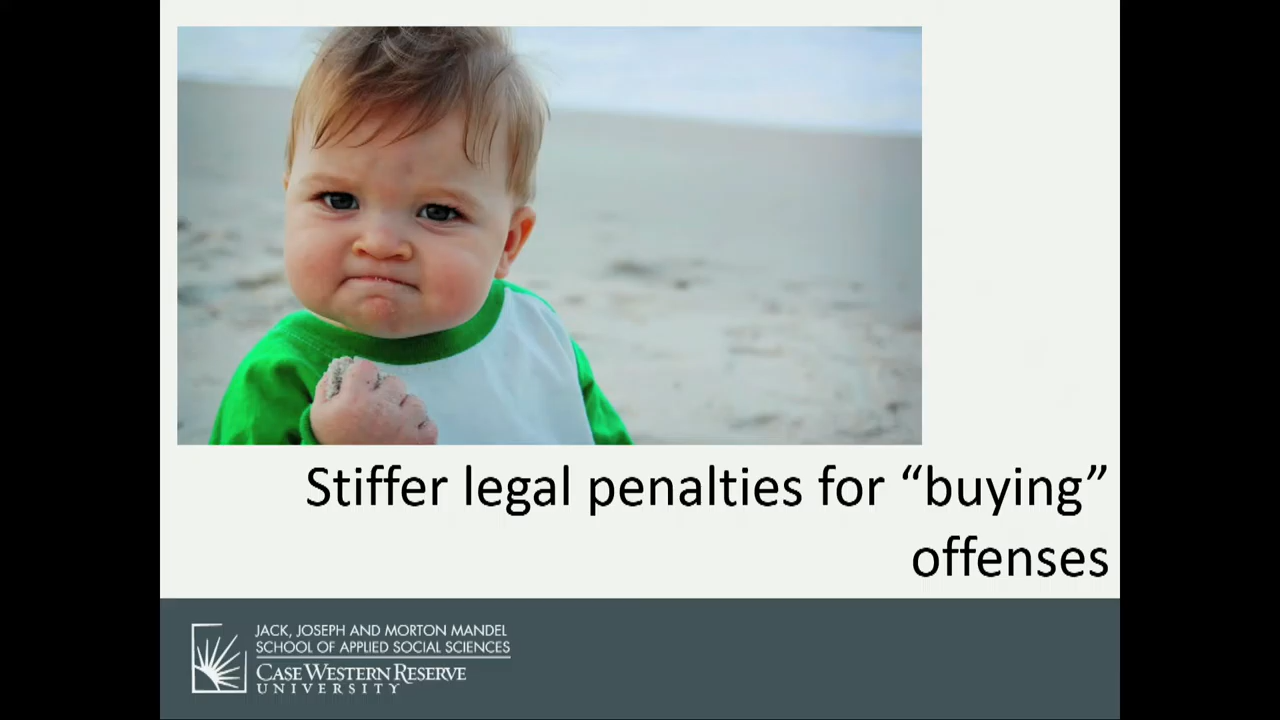 Stiffer legal penalties for “buying”
offenses
JACK, JOSEPH AND MORTON MANDEL
SCHOOL OF APPLIED SOCIAL SCIENCES
CASE WESTERN RESERVE
UNIVERSITY